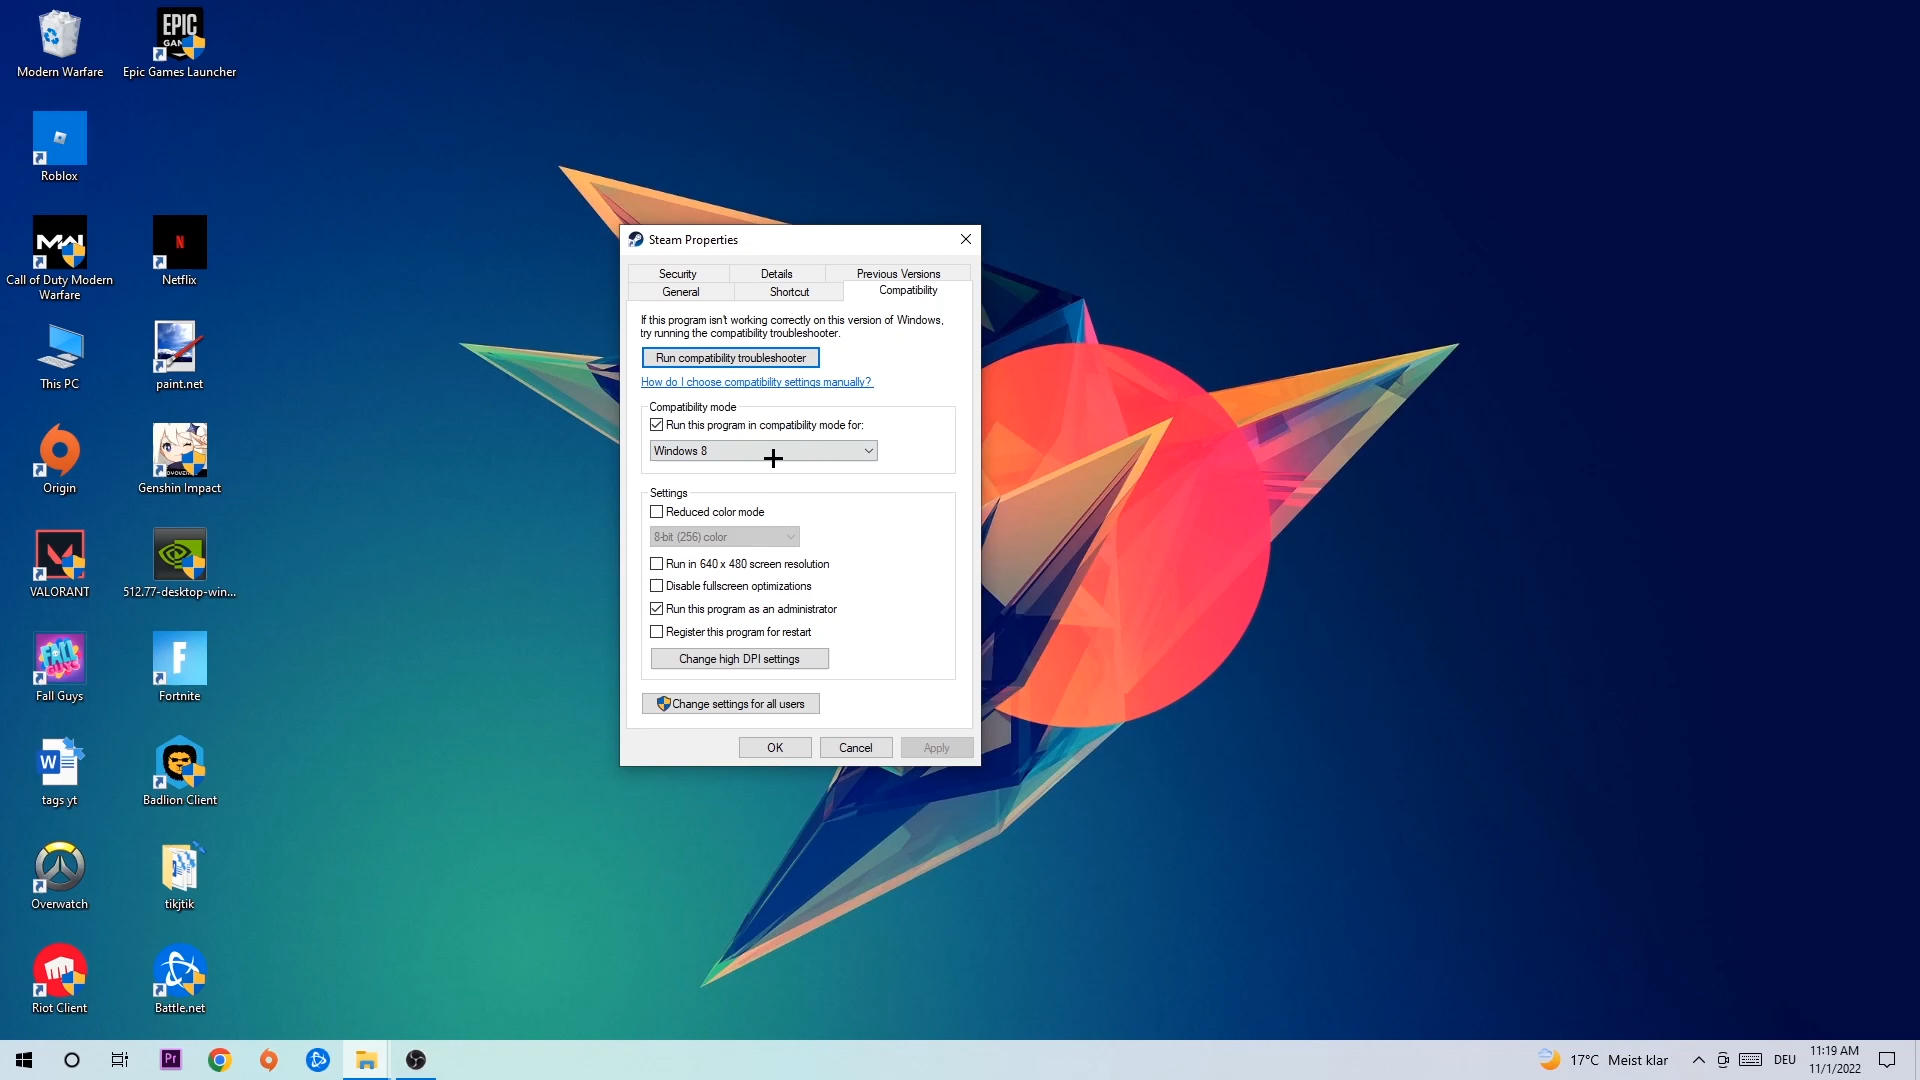 Modern Warfare
EPIC
GAMES
Epic Games Launcher
Roblox
MW
Call of Duty Modern
Warfare
N
Netflix
This PC
paint.net
Origin
Genshin Impact
VALORANT
512.77-desktop-win...
FALL
GUYS
Fall Guys
F
Fortnite
W
tags yt
Badlion Client
Overwatch
tikjtik
Riot Client
Battle.net
Steam Properties
Security
Details
Previous Versions
General
Shortcut
Compatibility
If this program isn't working correctly on this version of Windows,
try running the compatibility troubleshooter.
Run compatibility troubleshooter
How do I choose compatibility settings manually?
Compatibility mode
Run this program in compatibility mode for:
Windows 8
Settings
Reduced color mode
8-bit (256) color
Run in 640 x 480 screen resolution
Disable fullscreen optimizations
Run this program as an administrator
Register this program for restart
Change high DPI settings
Change settings for all users
OK
Cancel
Apply
Pr
17°C Meist klar
DEU
11:19 AM
11/1/2022